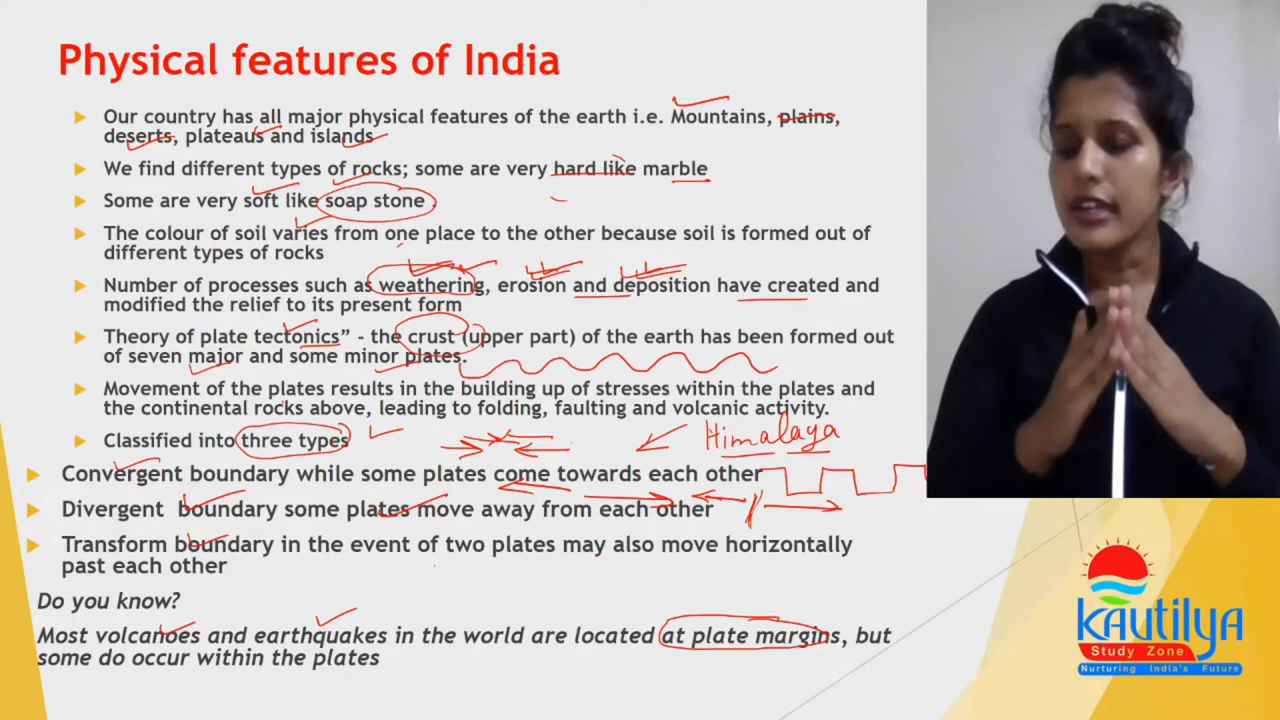 Physical features of India
Our country has all major physical features of the earth i.e. Mountains, plains,
deserts, plateaus and islands
We find different types of rocks; some are very hard like marble
Some are very soft like soap stone .
The colour of soil varies from one place to the other because soil is formed out of
different types of rocks
Number of processes such as weathering, erosion and deposition have created and
modified the relief to its present form
Theory of plate tectonics” - the crust (upper part) of the earth has been formed out
of seven major and some minor plates.
Movement of the plates results in the building up of stresses within the plates and
the continental rocks above, leading to folding, faulting and volcanic activity.
Classified into three types
Himalaya
Convergent boundary while some plates come towards each other
Divergent boundary some plates move away from each other
Transform boundary in the event of two plates may also move horizontally
past each other
Do you know?
Most volcanoes and earthquakes in the world are located at plate margins, but
some do occur within the plates
Kautilya
Study Zone
Nurturing India's Future